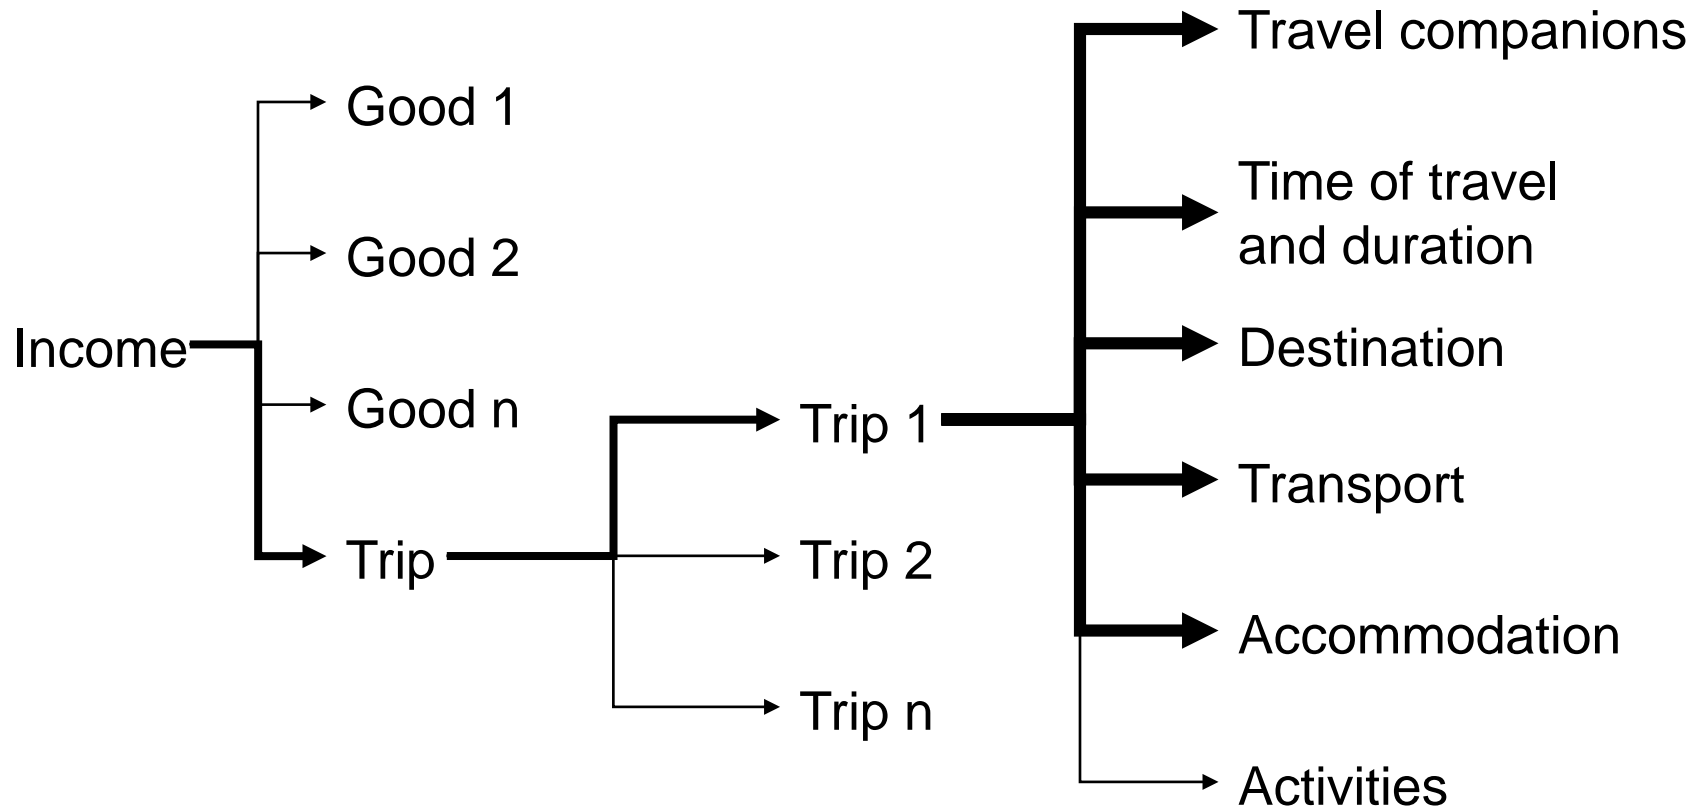 Income
Good 1
Good 2
Good n
Trip
Trip 1
Trip 2
Trip n
Travel companions
Time of travel
and duration
Destination
Transport
Accommodation
Activities